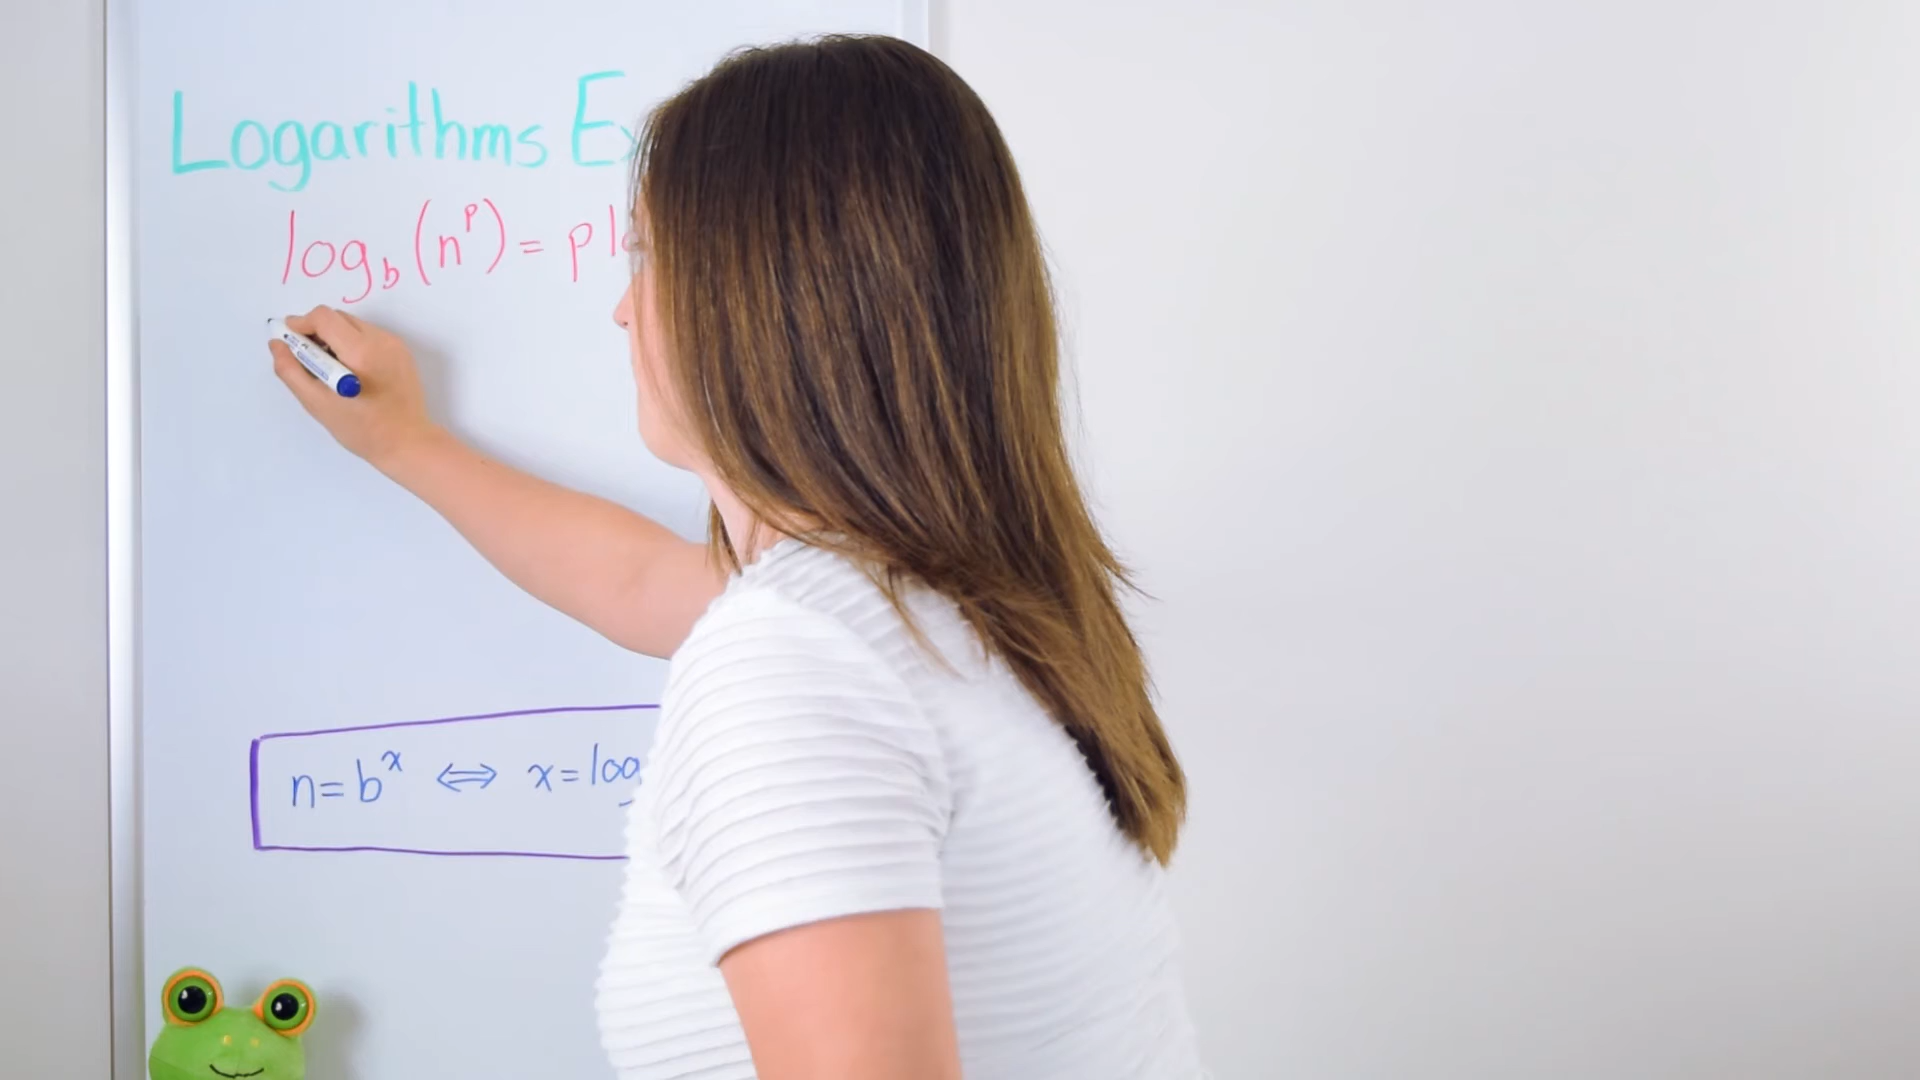 Logarithms Ex
log_b (n^p) = p lo
n = b^x ⟺ x = log